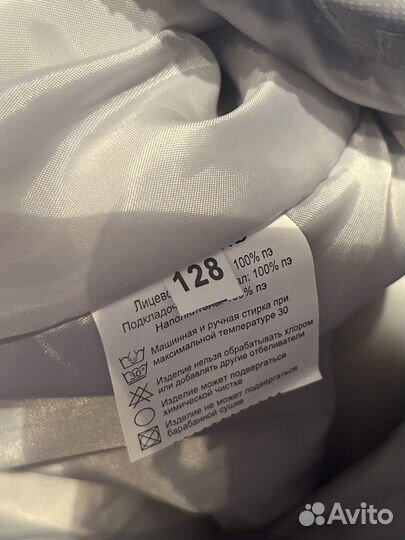 128
Лицево 100% пэ
Подкладоч ал: 100% пэ
Наполнитель 100% пэ
Машинная и ручная стирка при
максимальной температуре 30
30°
Изделие нельзя обрабатывать хлором
или добавлять другие отбеливатели
Изделие может подвергаться
химической чистке
Изделие не может подвергаться
барабанной сушке
Avito